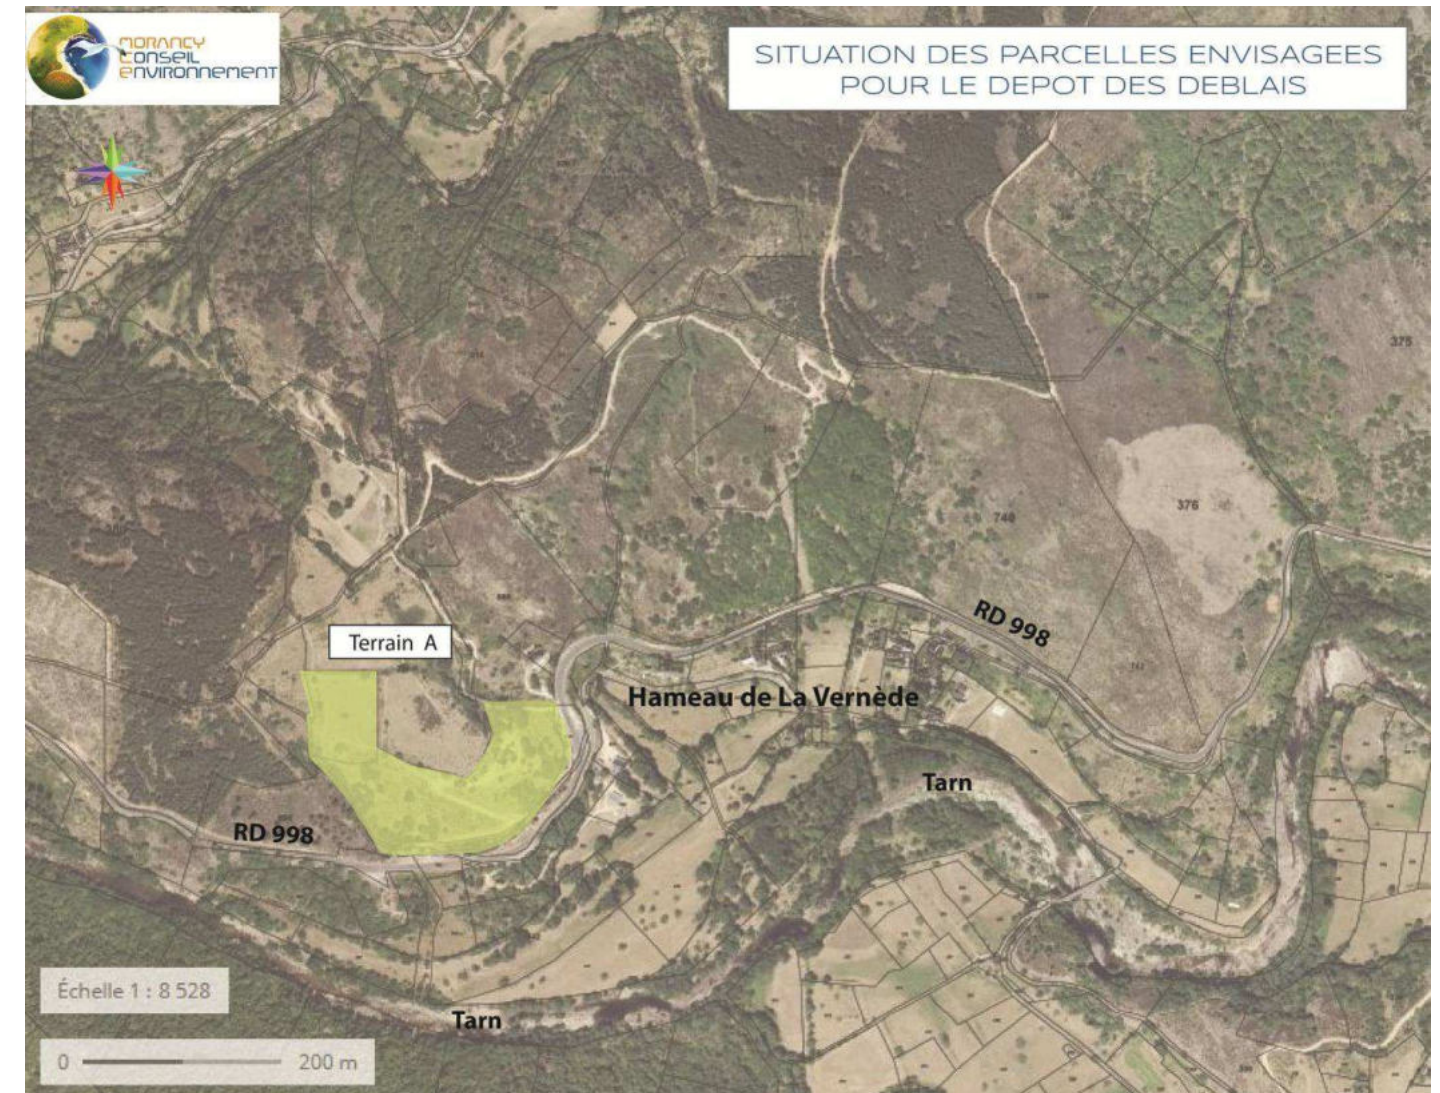 MORANCY
CONSEIL
ENVIRONNEMENT
SITUATION DES PARCELLES ENVISAGEES
POUR LE DEPOT DES DEBLAIS
375
376
740
Terrain A
RD 998
Hameau de La Vernède
Tarn
RD 998
Tarn
Échelle 1 : 8 528
0 200 m